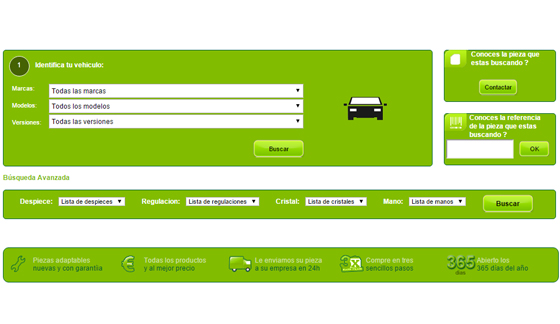 1 Identifica tu vehiculo:
Marcas: Todas las marcas
Modelos: Todos los modelos
Versiones: Todas las versiones
Buscar
Conoces la pieza que
estas buscando ?
Contactar
Conoces la referencia
de la pieza que estas
buscando ?
OK
Búsqueda Avanzada
Despiece: Lista de despieces Regulacion: Lista de regulaciones Cristal: Lista de cristales Mano: Lista de manos Buscar
Piezas adaptables
nuevas y con garantía
Todas los productos
y al mejor precio
Le enviamos su pieza
a su empresa en 24h
3X
Compre en tres
sencillos pasos
365
días
Abierto los
365 días del año